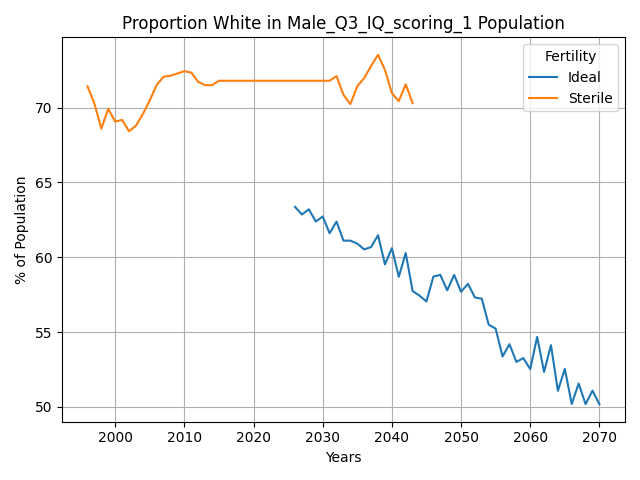 Proportion White in Male_Q3_IQ_scoring_1 Population
Fertility
Ideal
Sterile
% of Population
70
65
60
55
50
2000 2010 2020 2030 2040 2050 2060 2070
Years